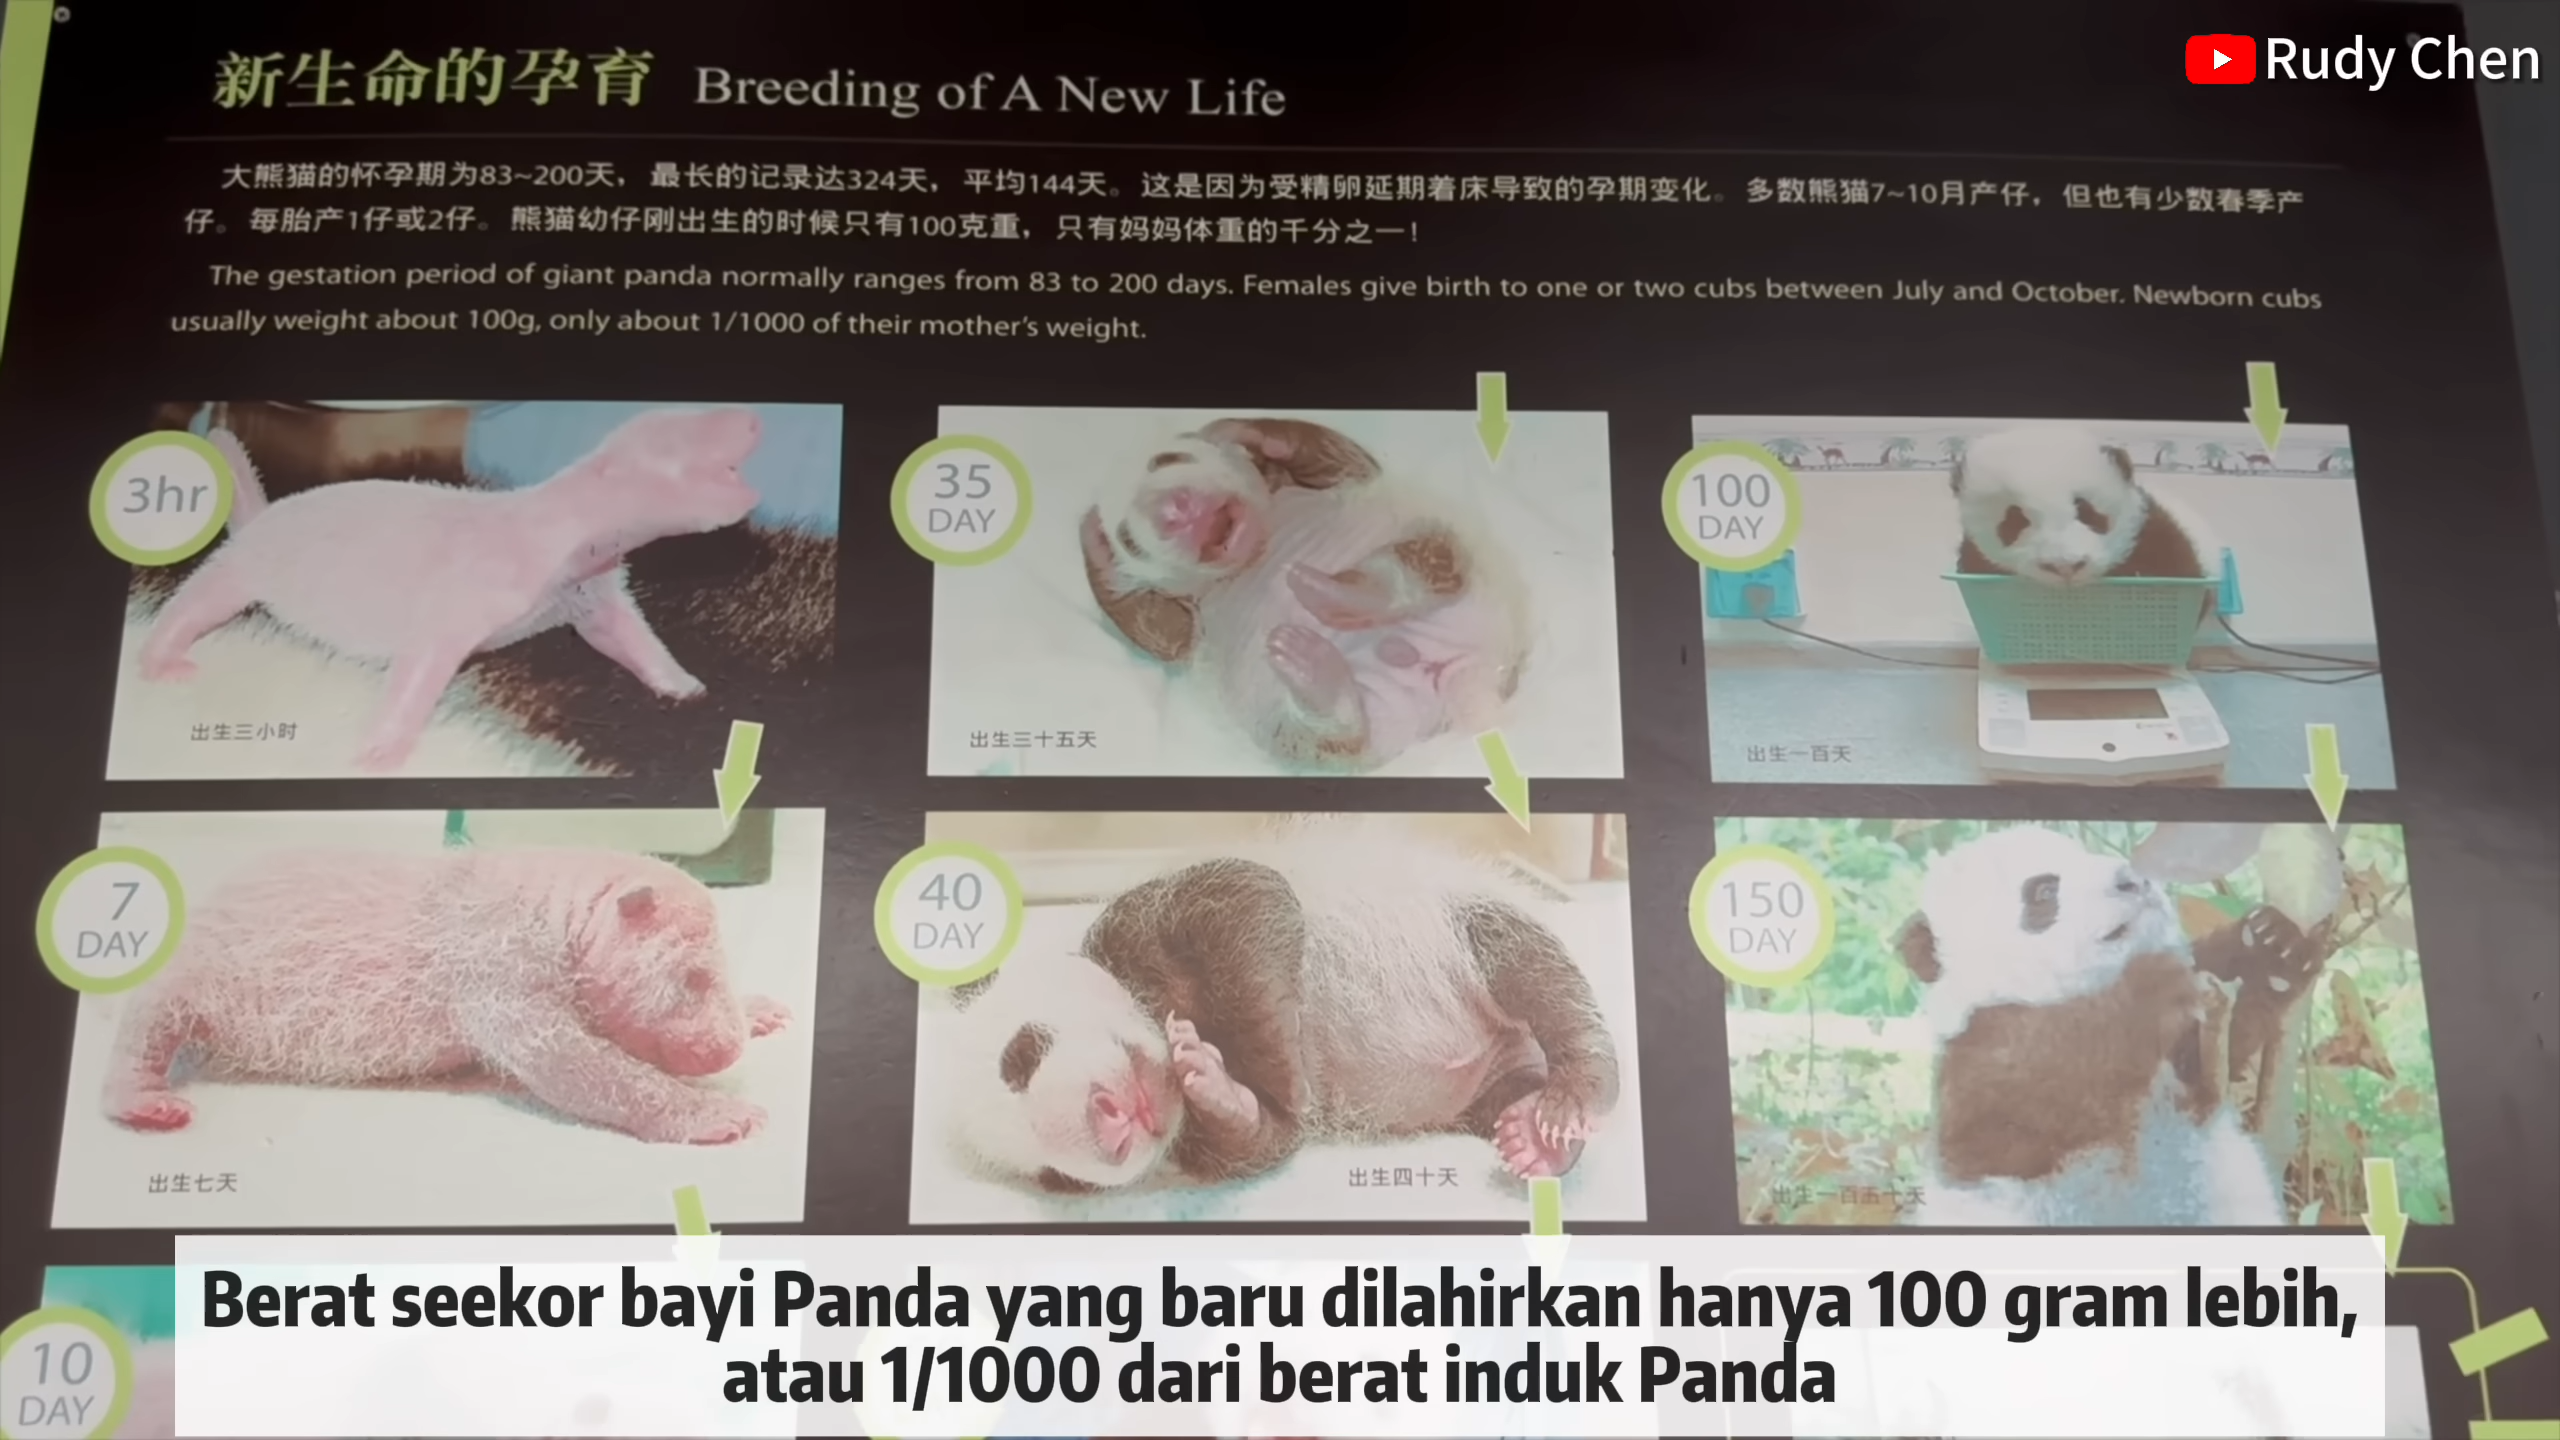 Rudy Chen
新生命的孕育 Breeding of A New Life
大熊猫的怀孕期为83~200天，最长的记录达324天，平均144天。这是因为受精卵延期着床导致的孕期变化。多数熊猫7~10月产仔，但也有少数春季产
仔。每胎产1仔或2仔。熊猫幼仔刚出生的时候只有100克重，只有妈妈体重的千分之一！
The gestation period of giant panda normally ranges from 83 to 200 days. Females give birth to one or two cubs between July and October. Newborn cubs
usually weight about 100g, only about 1/1000 of their mother's weight.
3hr
出生三小时
35
DAY
出生三十五天
100
DAY
出生一百天
7
DAY
出生七天
40
DAY
出生四十天
150
DAY
出生一百五十天
10
DAY
Berat seekor bayi Panda yang baru dilahirkan hanya 100 gram lebih,
atau 1/1000 dari berat induk Panda